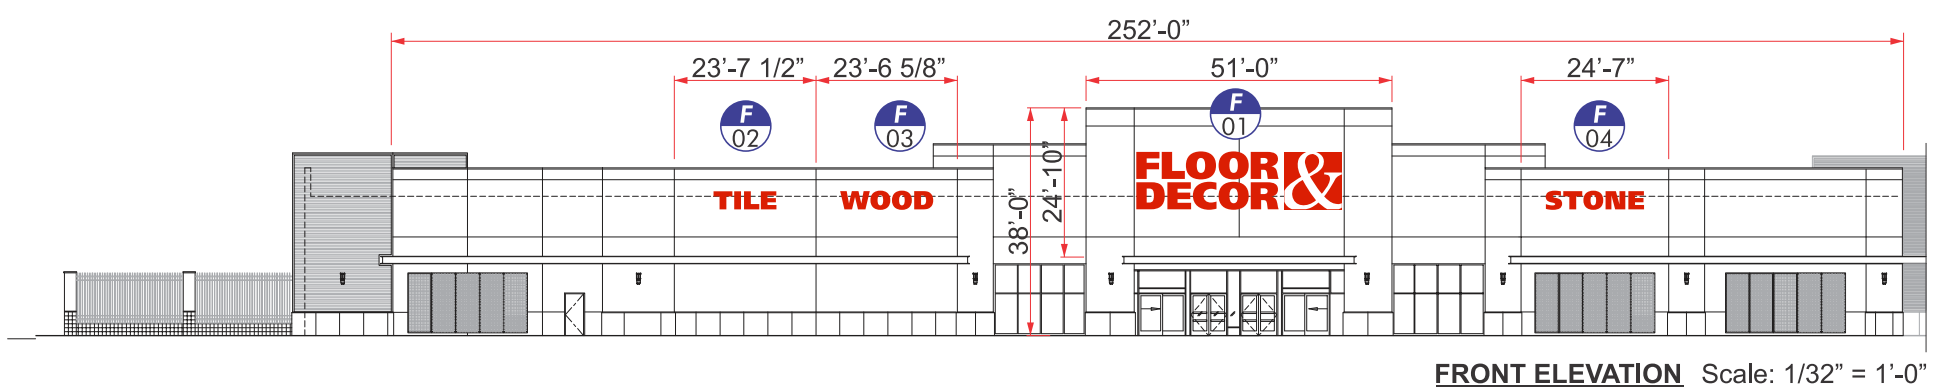 252’-0”
23’-7 1/2” 23’-6 5/8” 51’-0” 24’-7”
F
02
F
03
F
01
F
04
38’-0”
24’-10”
TILE WOOD
FLOOR
DECOR &
STONE
FRONT ELEVATION Scale: 1/32” = 1’-0”